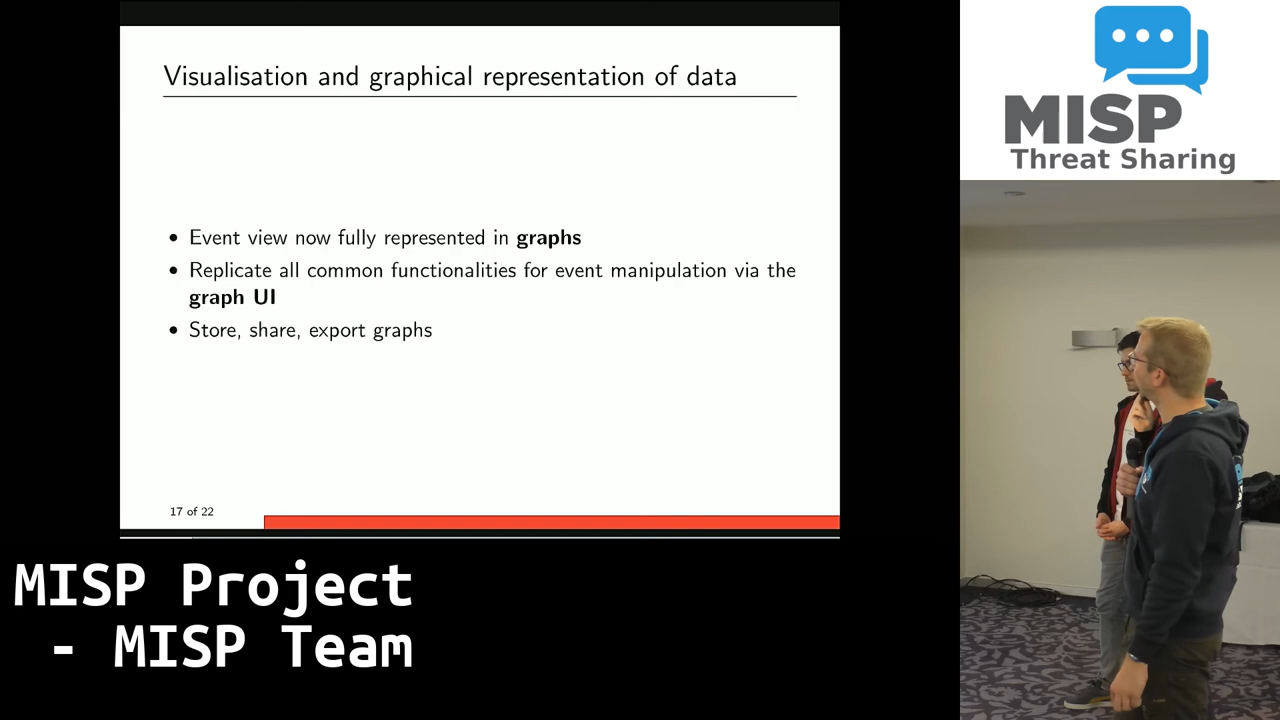 Visualisation and graphical representation of data
• Event view now fully represented in graphs
• Replicate all common functionalities for event manipulation via the
graph UI
• Store, share, export graphs
17 of 22
MISP
Threat Sharing
MISP Project
- MISP Team